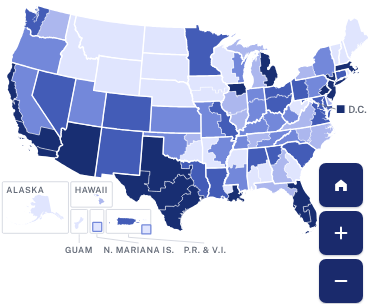 D.C.
ALASKA
HAWAII
GUAM
N. MARIANA IS.
P.R. & V.I.